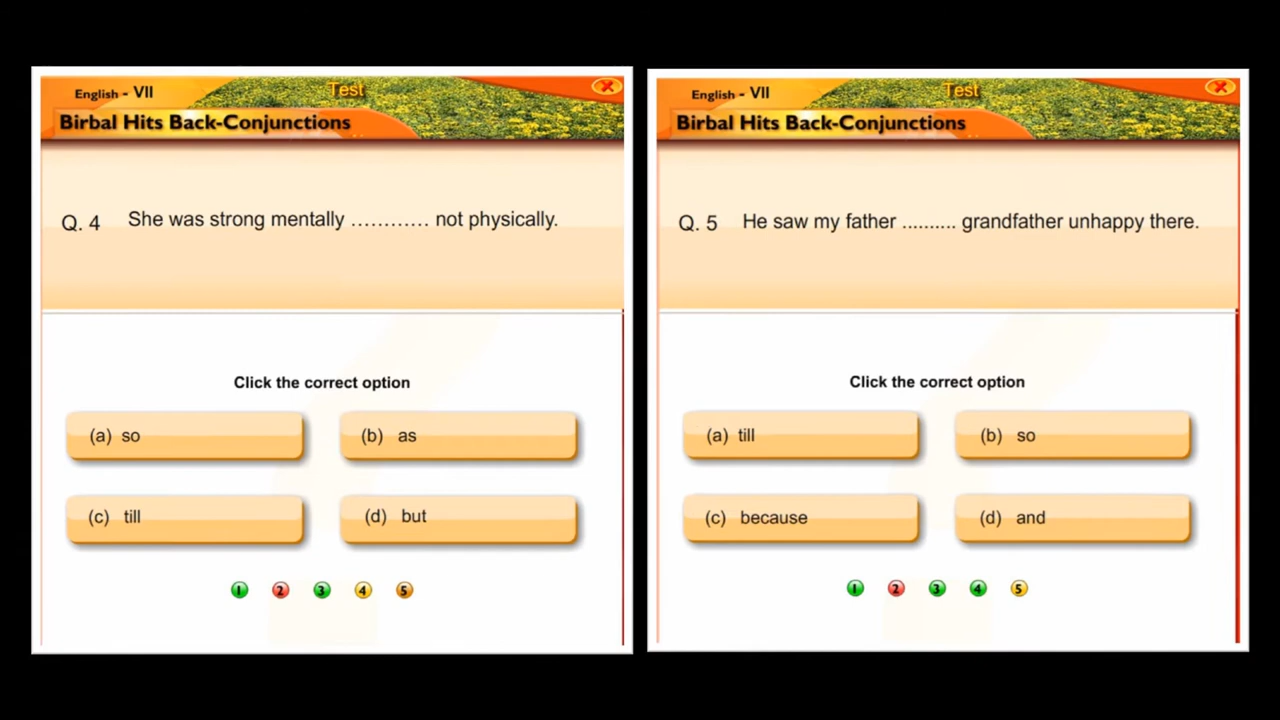 English - VII
Test
Birbal Hits Back-Conjunctions
Q. 4 She was strong mentally ………… not physically.
Click the correct option
(a) so
(b) as
(c) till
(d) but
1 2 3 4 5
English - VII
Test
Birbal Hits Back-Conjunctions
Q. 5 He saw my father .......... grandfather unhappy there.
Click the correct option
(a) till
(b) so
(c) because
(d) and
1 2 3 4 5